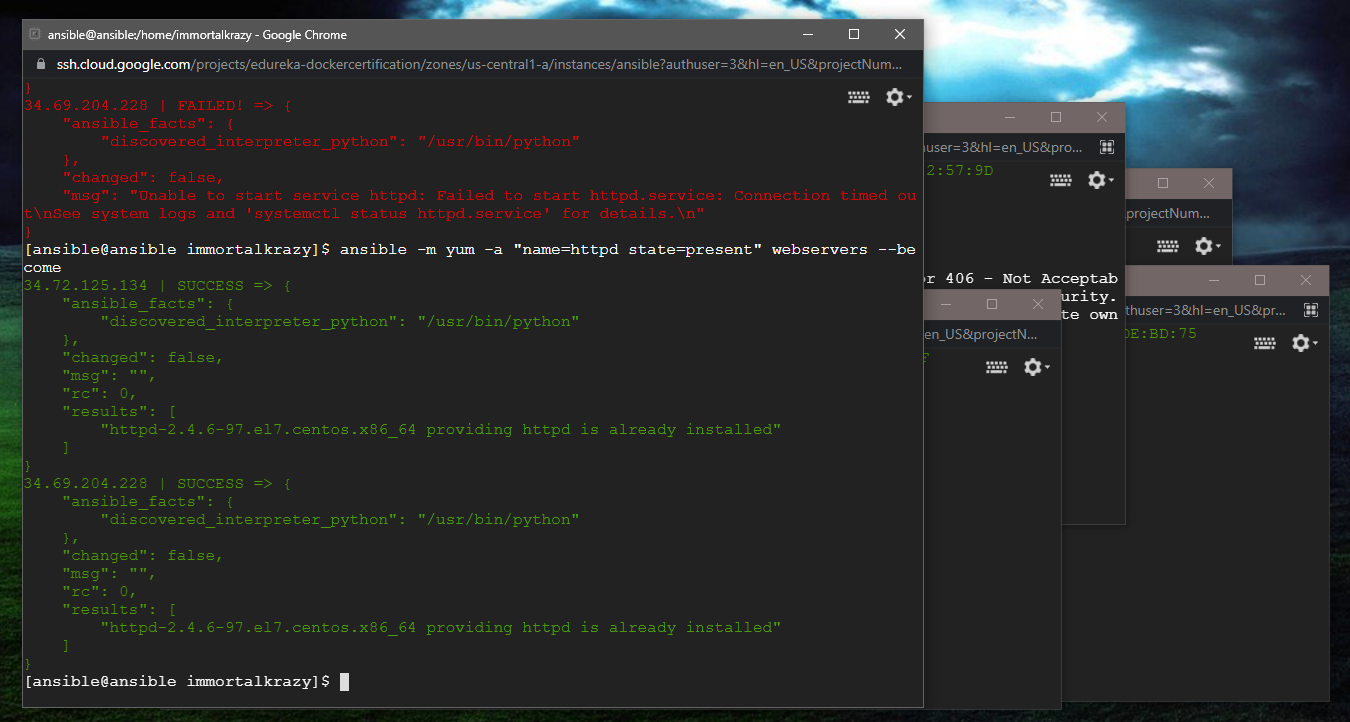 ansible@ansible:/home/immortalkrazy - Google Chrome
ssh.cloud.google.com/projects/edureka-dockercertification/zones/us-central1-a/instances/ansible?authuser=3&hl=en_US&projectNum...
}
34.69.204.228 | FAILED! => {
    "ansible_facts": {
        "discovered_interpreter_python": "/usr/bin/python"
    },
    "changed": false,
    "msg": "Unable to start service httpd: Failed to start httpd.service: Connection timed ou
t\nSee system logs and 'systemctl status httpd.service' for details.\n"
}
[ansible@ansible immortalkrazy]$ ansible -m yum -a "name=httpd state=present" webservers --be
come
34.72.125.134 | SUCCESS => {
    "ansible_facts": {
        "discovered_interpreter_python": "/usr/bin/python"
    },
    "changed": false,
    "msg": "",
    "rc": 0,
    "results": [
        "httpd-2.4.6-97.el7.centos.x86_64 providing httpd is already installed"
    ]
}
34.69.204.228 | SUCCESS => {
    "ansible_facts": {
        "discovered_interpreter_python": "/usr/bin/python"
    },
    "changed": false,
    "msg": "",
    "rc": 0,
    "results": [
        "httpd-2.4.6-97.el7.centos.x86_64 providing httpd is already installed"
    ]
}
[ansible@ansible immortalkrazy]$
huser=3&hl=en_US&pro...
2:57:9D
projectNum...
or 406 - Not Acceptab
urity.
te own
thuser=3&hl=en_US&pr...
DE:BD:75
en_US&projectN...
F